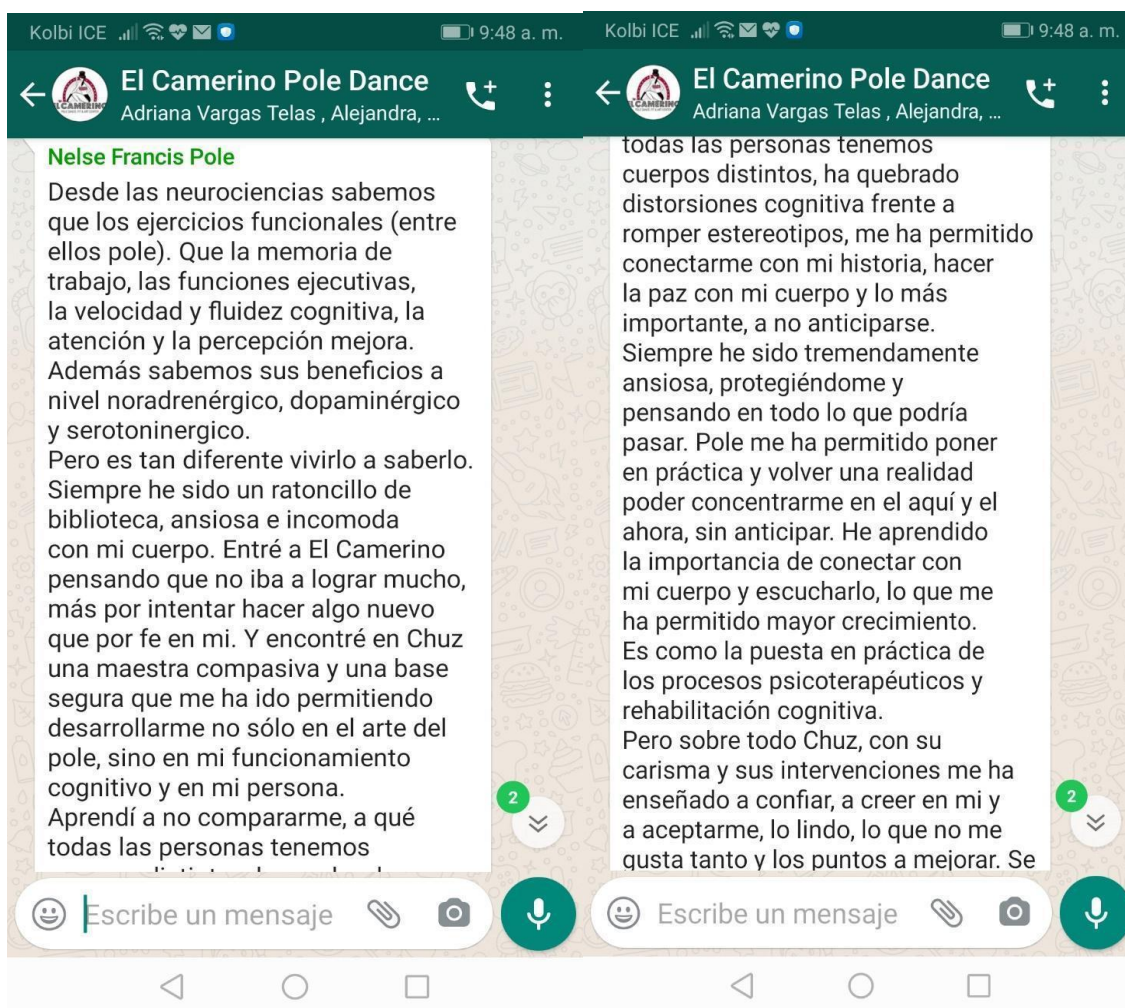 Kolbi ICE
9:48 a. m.
El Camerino Pole Dance
Adriana Vargas Telas , Alejandra, ...
Nelse Francis Pole
Desde las neurociencias sabemos
que los ejercicios funcionales (entre
ellos pole). Que la memoria de
trabajo, las funciones ejecutivas,
la velocidad y fluidez cognitiva, la
atención y la percepción mejora.
Además sabemos sus beneficios a
nivel noradrenérgico, dopaminérgico
y serotoninergico.
Pero es tan diferente vivirlo a saberlo.
Siempre he sido un ratoncillo de
biblioteca, ansiosa e incomoda
con mi cuerpo. Entré a El Camerino
pensando que no iba a lograr mucho,
más por intentar hacer algo nuevo
que por fe en mi. Y encontré en Chuz
una maestra compasiva y una base
segura que me ha ido permitiendo
desarrollarme no sólo en el arte del
pole, sino en mi funcionamiento
cognitivo y en mi persona.
Aprendí a no compararme, a qué
todas las personas tenemos
2
Escribe un mensaje
Kolbi ICE
9:48 a. m.
El Camerino Pole Dance
Adriana Vargas Telas , Alejandra, ...
todas las personas tenemos
cuerpos distintos, ha quebrado
distorsiones cognitiva frente a
romper estereotipos, me ha permitido
conectarme con mi historia, hacer
la paz con mi cuerpo y lo más
importante, a no anticiparse.
Siempre he sido tremendamente
ansiosa, protegiéndome y
pensando en todo lo que podría
pasar. Pole me ha permitido poner
en práctica y volver una realidad
poder concentrarme en el aquí y el
ahora, sin anticipar. He aprendido
la importancia de conectar con
mi cuerpo y escucharlo, lo que me
ha permitido mayor crecimiento.
Es como la puesta en práctica de
los procesos psicoterapéuticos y
rehabilitación cognitiva.
Pero sobre todo Chuz, con su
carisma y sus intervenciones me ha
enseñado a confiar, a creer en mi y
a aceptarme, lo lindo, lo que no me
gusta tanto y los puntos a mejorar. Se
2
Escribe un mensaje